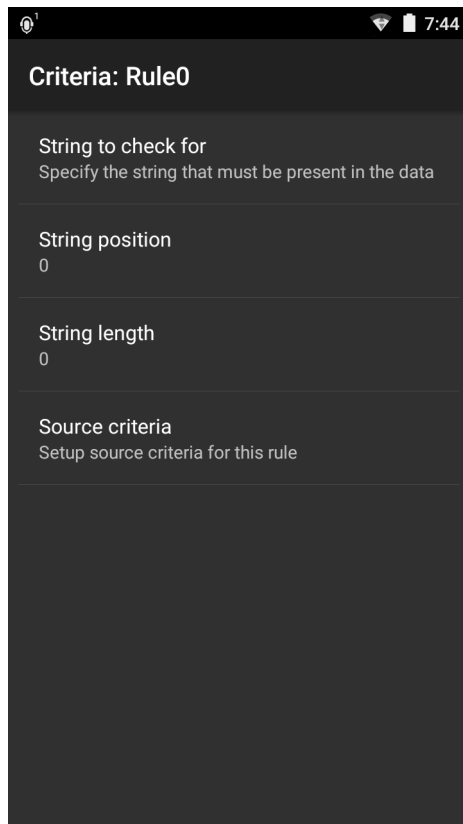 1
7:44
Criteria: Rule0
String to check for
Specify the string that must be present in the data
String position
0
String length
0
Source criteria
Setup source criteria for this rule